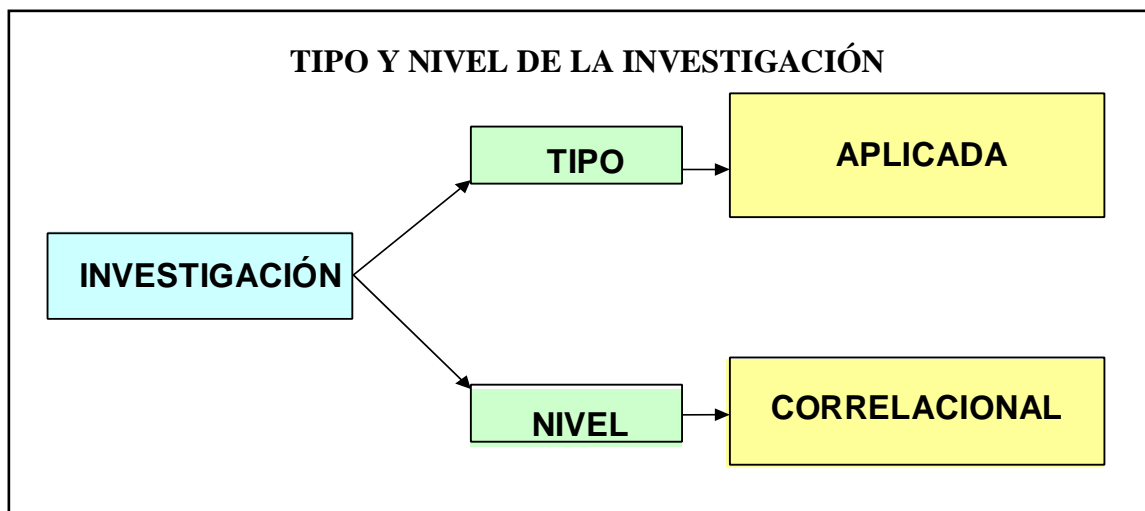 TIPO Y NIVEL DE LA INVESTIGACIÓN
TIPO
APLICADA
INVESTIGACIÓN
NIVEL
CORRELACIONAL